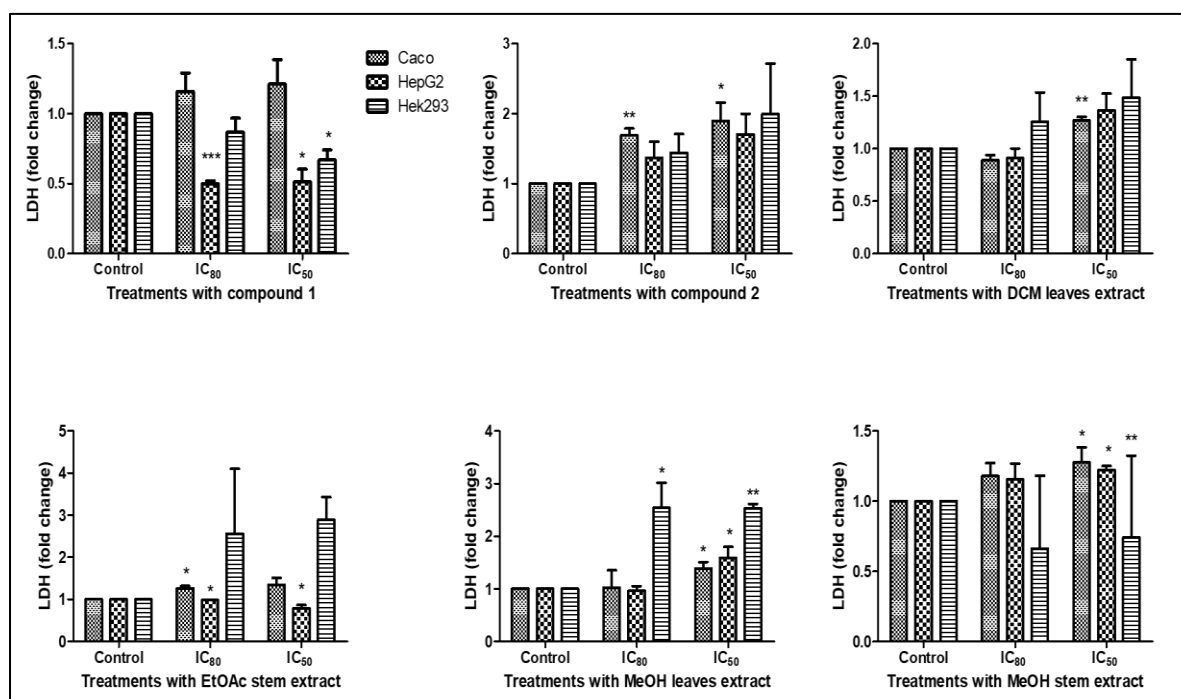 LDH (fold change)
1.5
1.0
0.5
0.0
***
*
*
Control IC₈₀ IC₅₀
Treatments with compound 1
Caco
HepG2
Hek293
LDH (fold change)
3
2
1
0
**
*
Control IC₈₀ IC₅₀
Treatments with compound 2
LDH (fold change)
2.0
1.5
1.0
0.5
0.0
**
Control IC₈₀ IC₅₀
Treatments with DCM leaves extract
LDH (fold change)
5
4
3
2
1
0
*
*
*
Control IC₈₀ IC₅₀
Treatments with EtOAc stem extract
LDH (fold change)
4
3
2
1
0
*
*
*
**
Control IC₈₀ IC₅₀
Treatments with MeOH leaves extract
LDH (fold change)
1.5
1.0
0.5
0.0
*
*
**
Control IC₈₀ IC₅₀
Treatments with MeOH stem extract